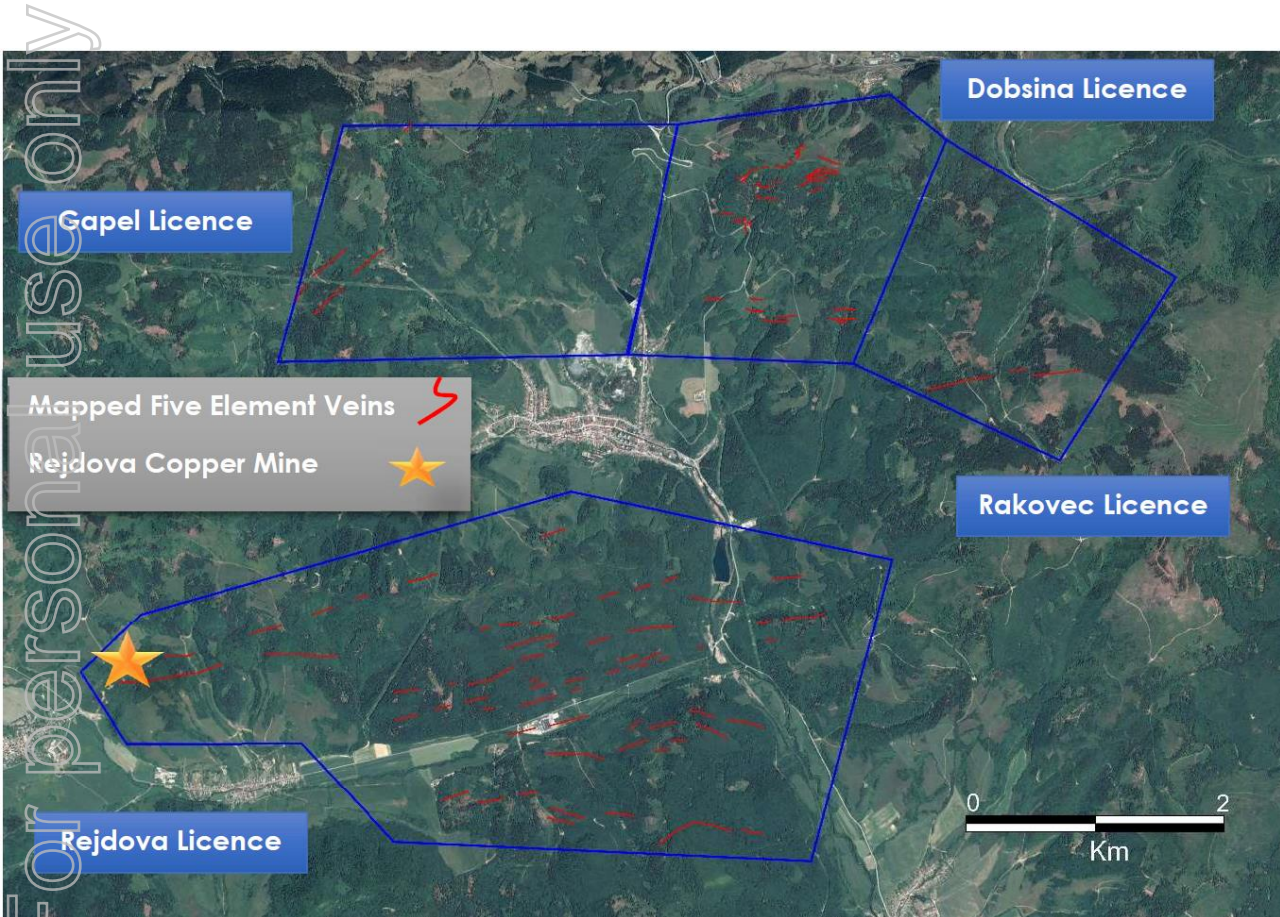 For personal use only
Dobsina Licence
Gapel Licence
Mapped Five Element Veins
Rejdova Copper Mine
Rakovec Licence
Rejdova Licence
0 2
Km